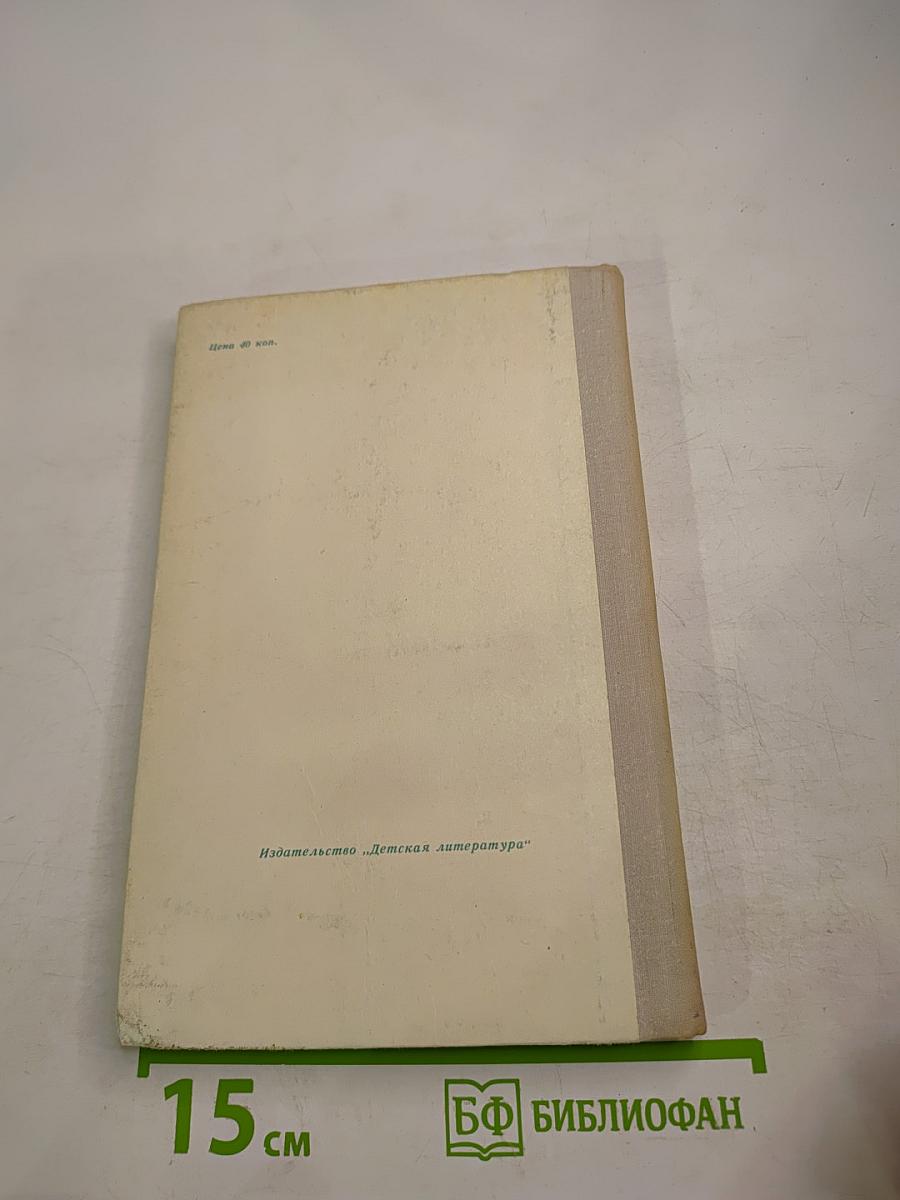 Цена 40 коп.
Издательство „Детская литература“
15 см
БФ БИБЛИОФАН